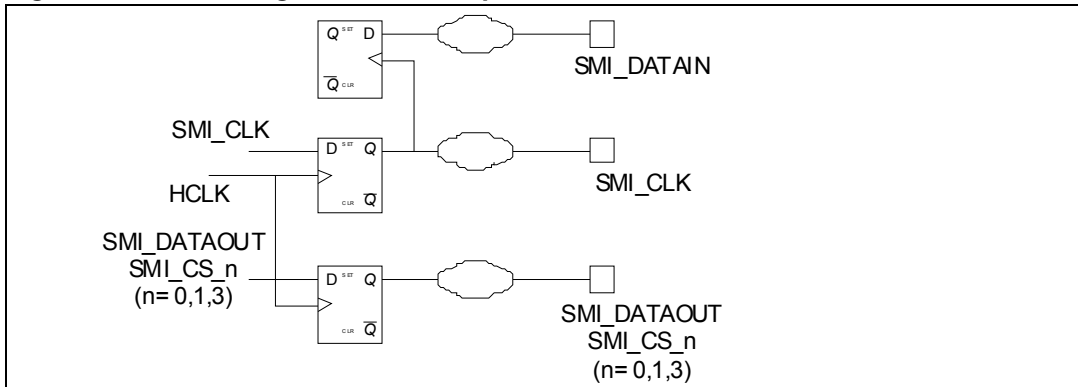 Q SET D
Q CLR
SMI_DATAIN
SMI_CLK
D SET Q
CLR Q
HCLK
SMI_CLK
SMI_DATAOUT
SMI_CS_n
(n= 0,1,3)
D SET Q
CLR Q
SMI_DATAOUT
SMI_CS_n
(n= 0,1,3)